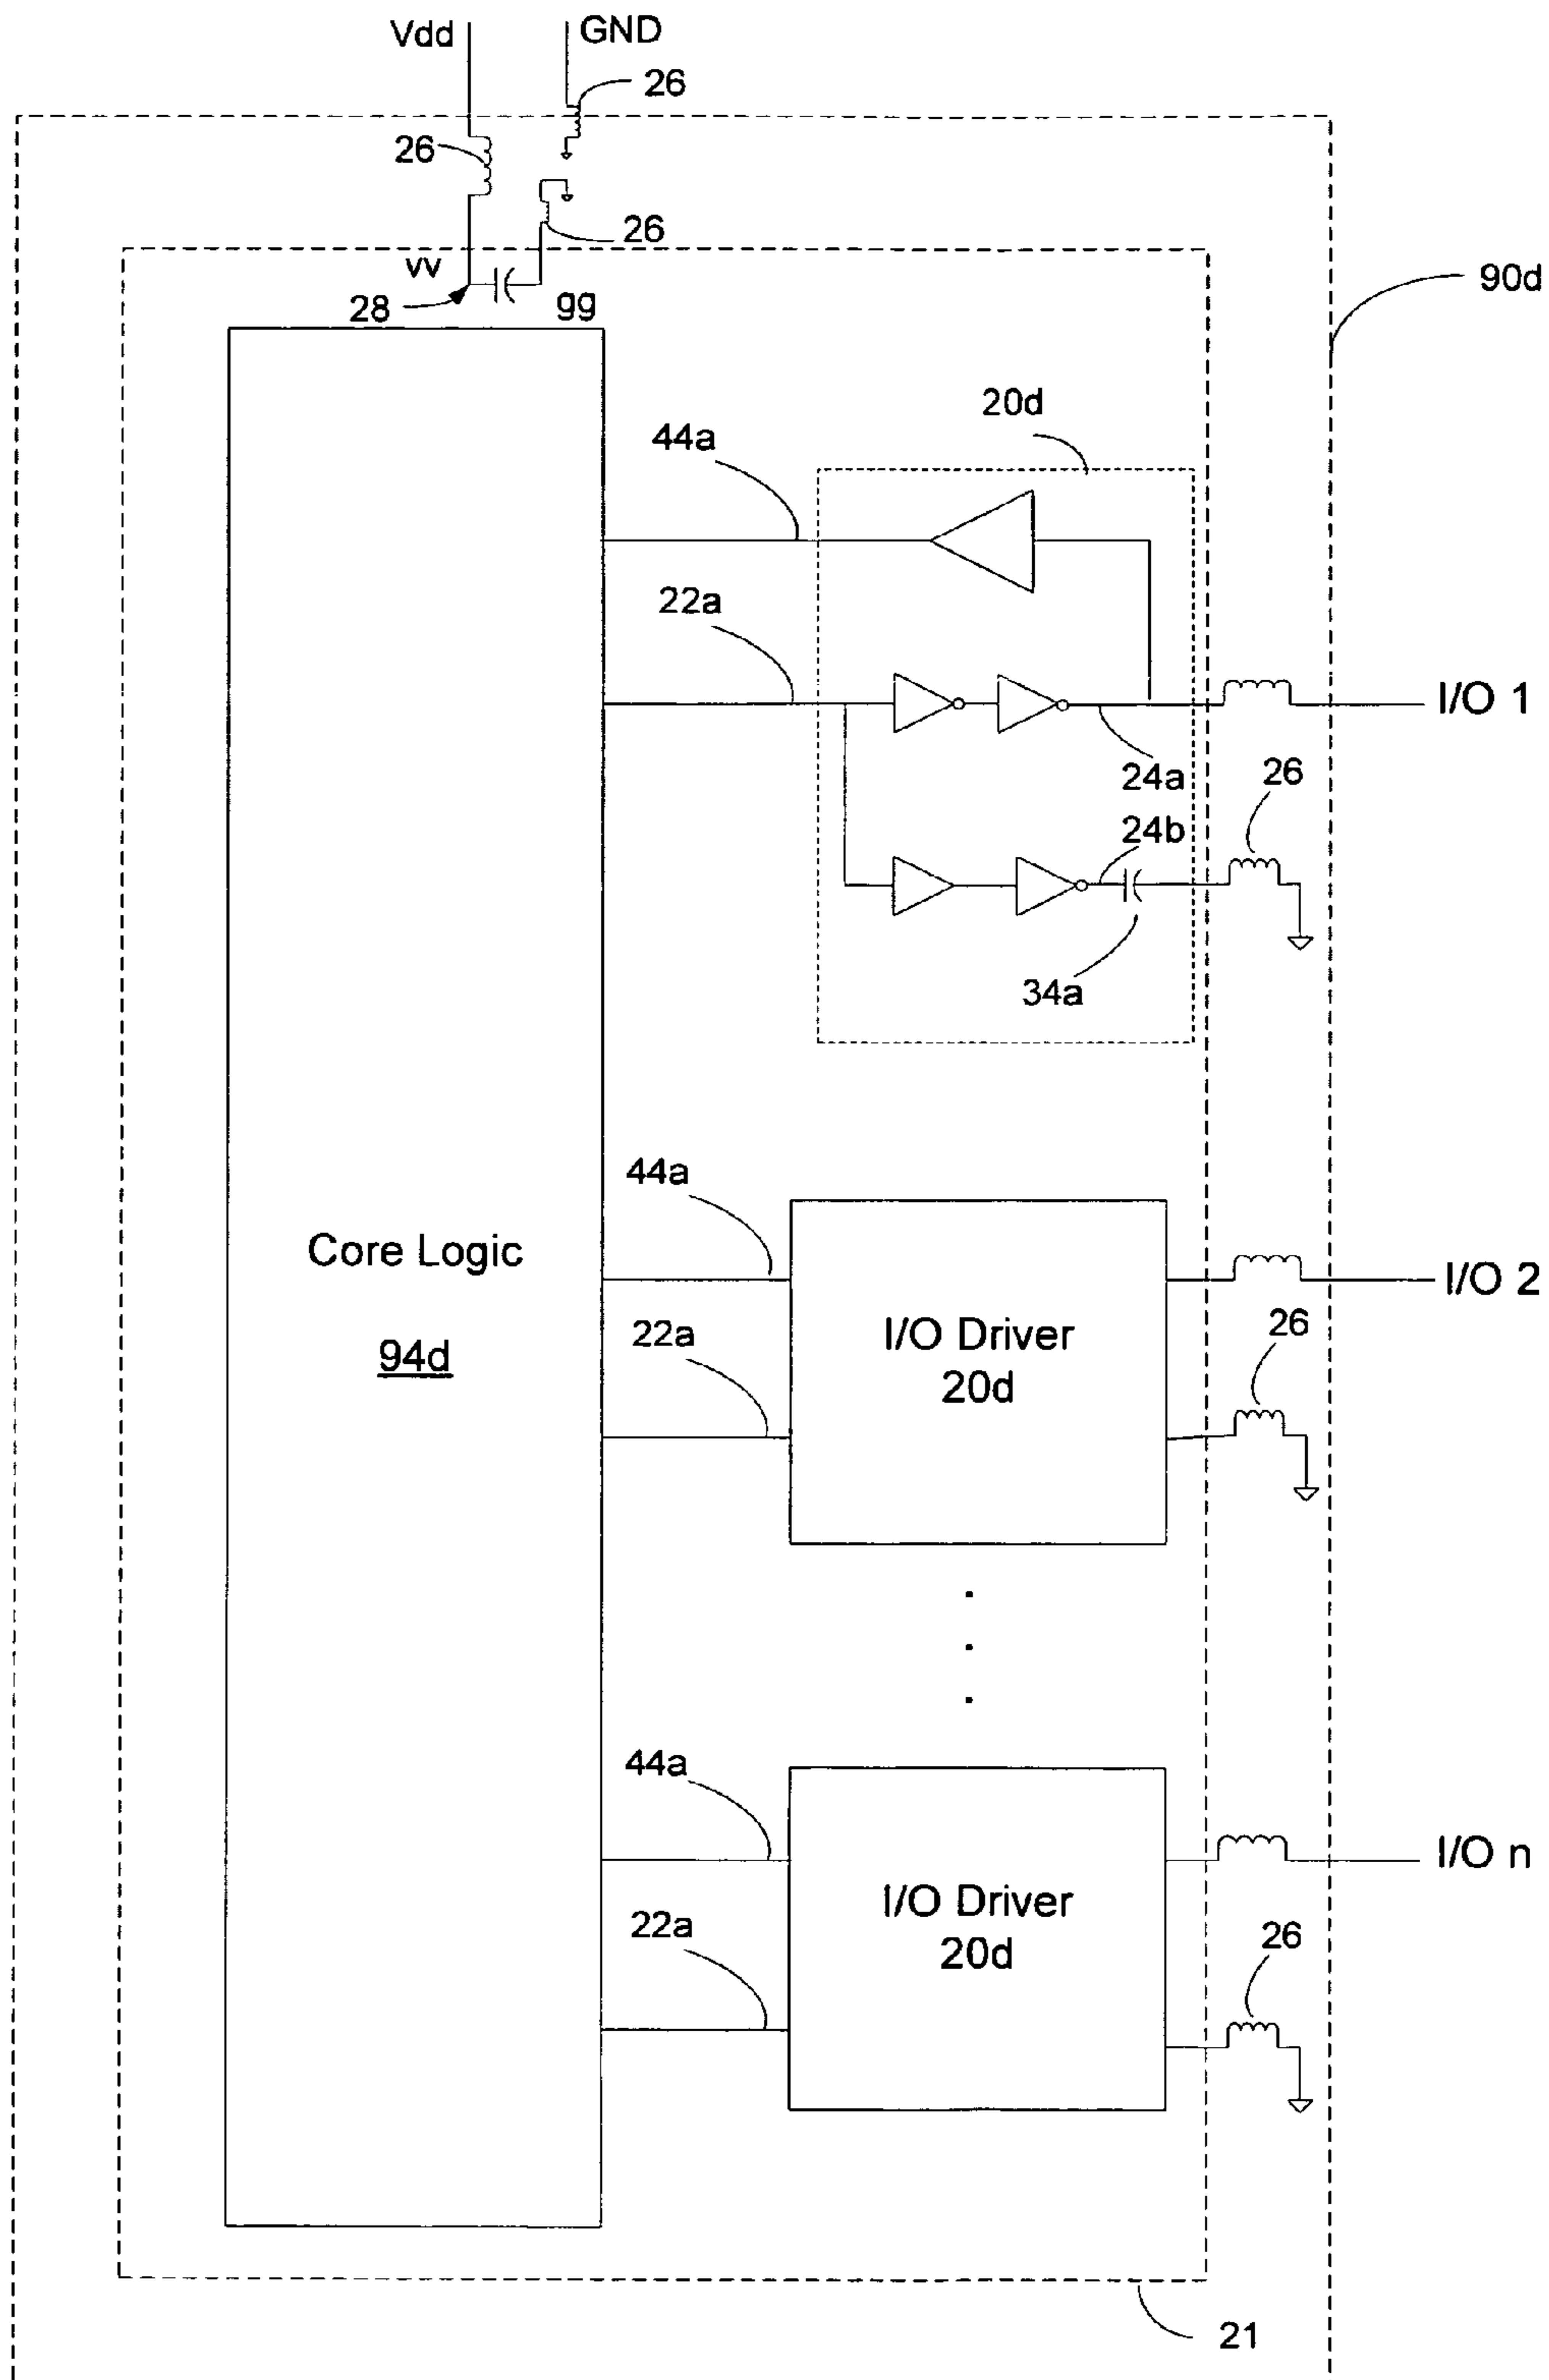 Vdd
GND
26
26
26
vv
28
gg
90d
20d
44a
22a
I/O 1
24a
26
24b
34a
44a
Core Logic
94d
22a
I/O Driver
20d
I/O 2
26
.
.
.
44a
22a
I/O Driver
20d
I/O n
26
21